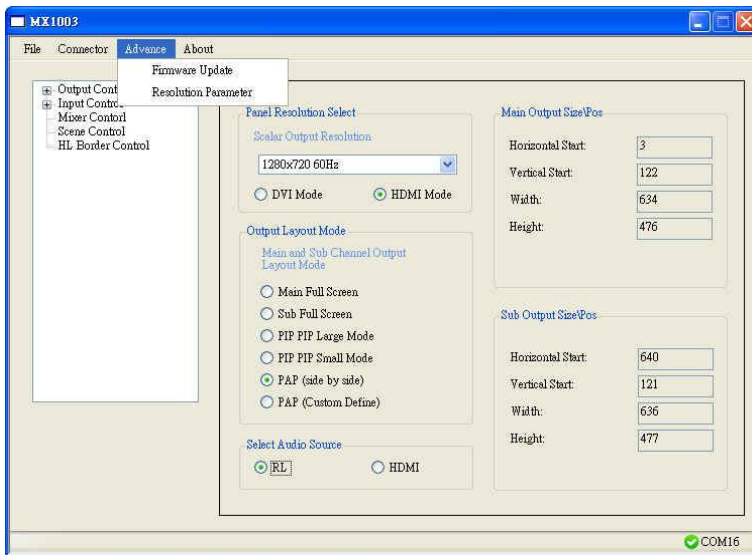 MX1003
File Connector Advance About
Firmware Update
Resolution Parameter
Output Cont
Input Control
Mixer Contorl
Scene Control
HL Border Control
Panel Resolution Select
Scalar Output Resolution
1280x720 60Hz
DVI Mode HDMI Mode
Output Layout Mode
Main and Sub Channel Output
Layout Mode
Main Full Screen
Sub Full Screen
PIP PIP Large Mode
PIP PIP Small Mode
PAP (side by side)
PAP (Custom Define)
Select Audio Source
RL HDMI
Main Output Size\Pos
Horizontal Start: 3
Vertical Start: 122
Width: 634
Height: 476
Sub Output Size\Pos
Horizontal Start: 640
Vertical Start: 121
Width: 636
Height: 477
COM16